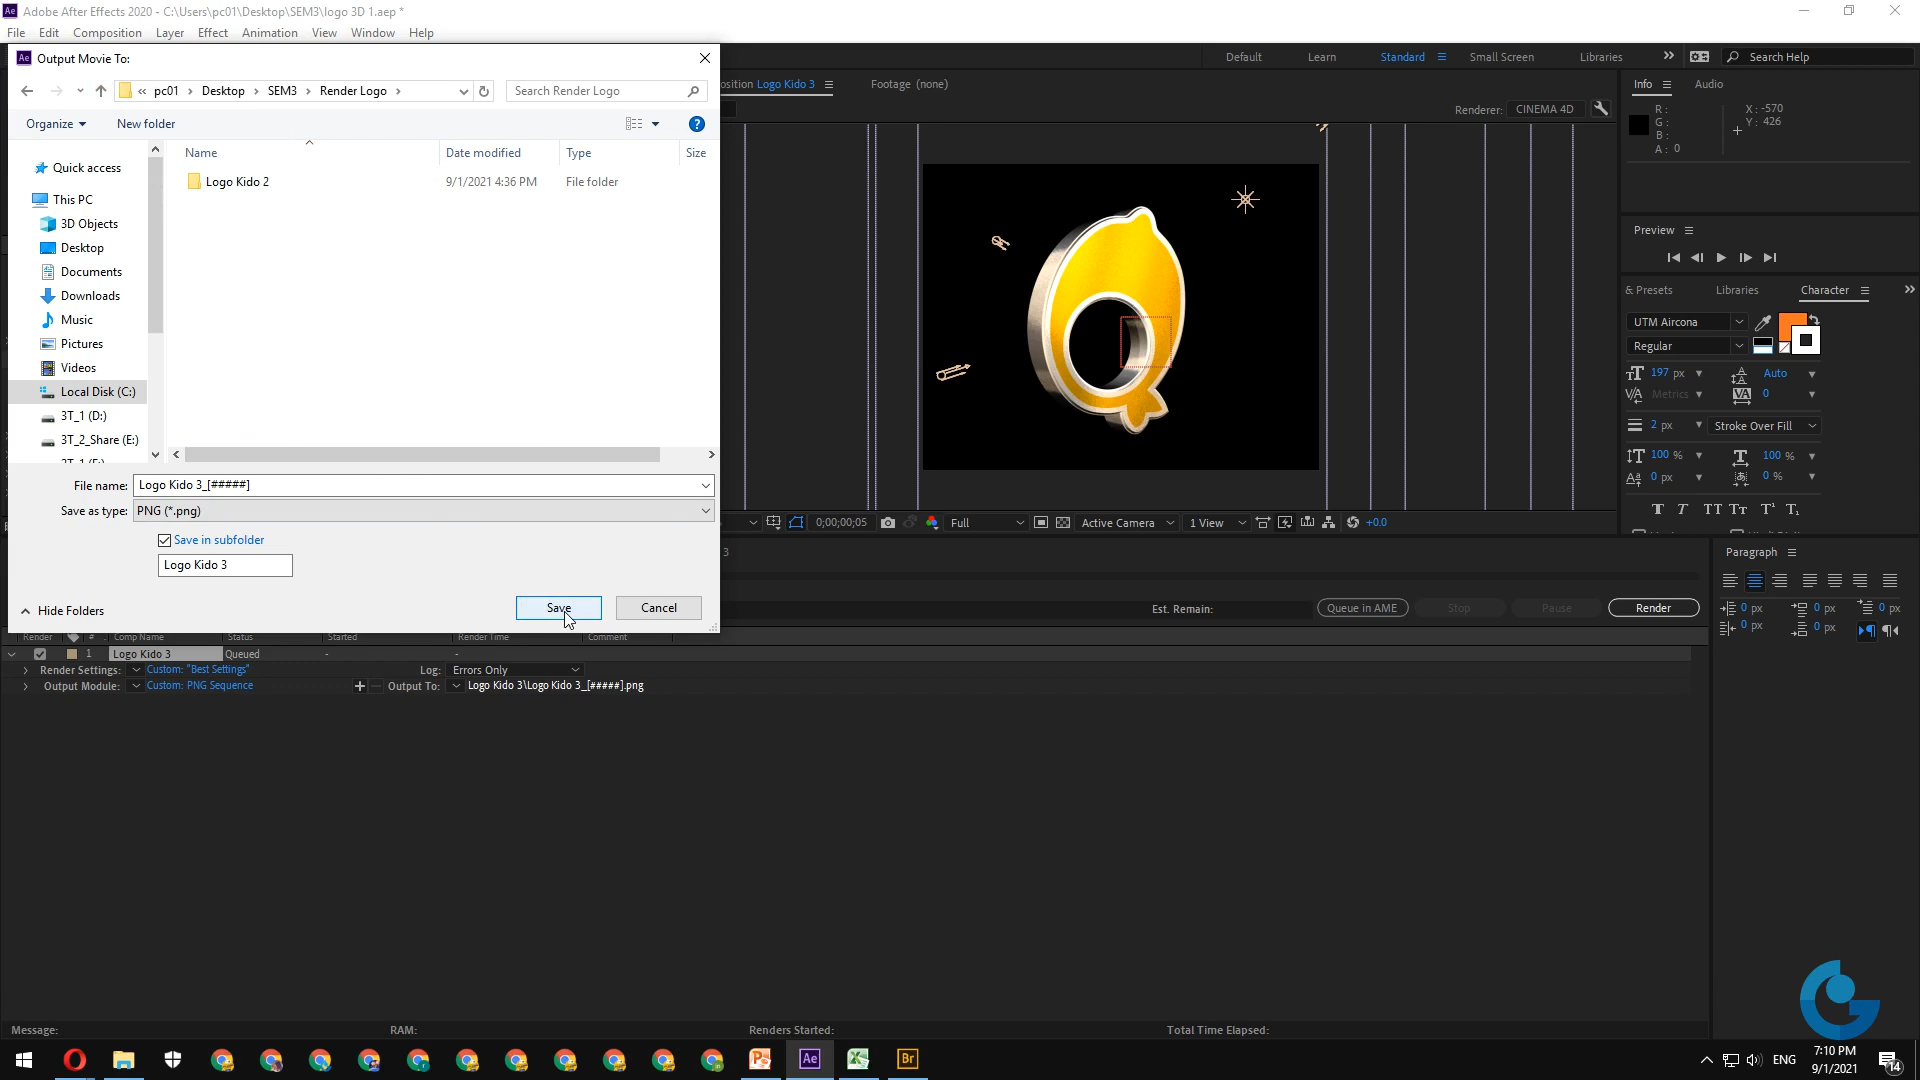 Adobe After Effects 2020 - C:\Users\pc01\Desktop\SEM3\logo 3D 1.aep *
File Edit Composition Layer Effect Animation View Window Help
Output Movie To:
« pc01 › Desktop › SEM3 › Render Logo ›
Search Render Logo
Organize
New folder
Name Date modified Type Size
Logo Kido 2 9/1/2021 4:36 PM File folder
Quick access
This PC
3D Objects
Desktop
Documents
Downloads
Music
Pictures
Videos
Local Disk (C:)
3T_1 (D:)
3T_2_Share (E:)
File name: Logo Kido 3_[#####]
Save as type: PNG (*.png)
Save in subfolder
Logo Kido 3
Hide Folders
Save
Cancel
Default Learn Standard Small Screen Libraries
Search Help
osition Logo Kido 3
Footage (none)
Renderer: CINEMA 4D
0;00;00;05
Full
Active Camera
1 View
+0.0
Info Audio
R:
G:
B:
A: 0
X: -570
Y: 426
Preview
& Presets Libraries Character
UTM Aircona
Regular
197 px Auto
Metrics 0
2 px Stroke Over Fill
100 % 100 %
0 px 0 %
T T TT Tт T¹ T₁
Paragraph
0 px 0 px 0 px
0 px 0 px
3
Est. Remain:
Queue in AME
Stop
Pause
Render
Render # Comp Name Status Started Render Time Comment
1 Logo Kido 3 Queued - -
Render Settings: Custom: "Best Settings" Log: Errors Only
Output Module: Custom: PNG Sequence + Output To: Logo Kido 3\Logo Kido 3_[#####].png
Message: RAM: Renders Started: Total Time Elapsed:
Ae
Br
ENG
7:10 PM
9/1/2021
14